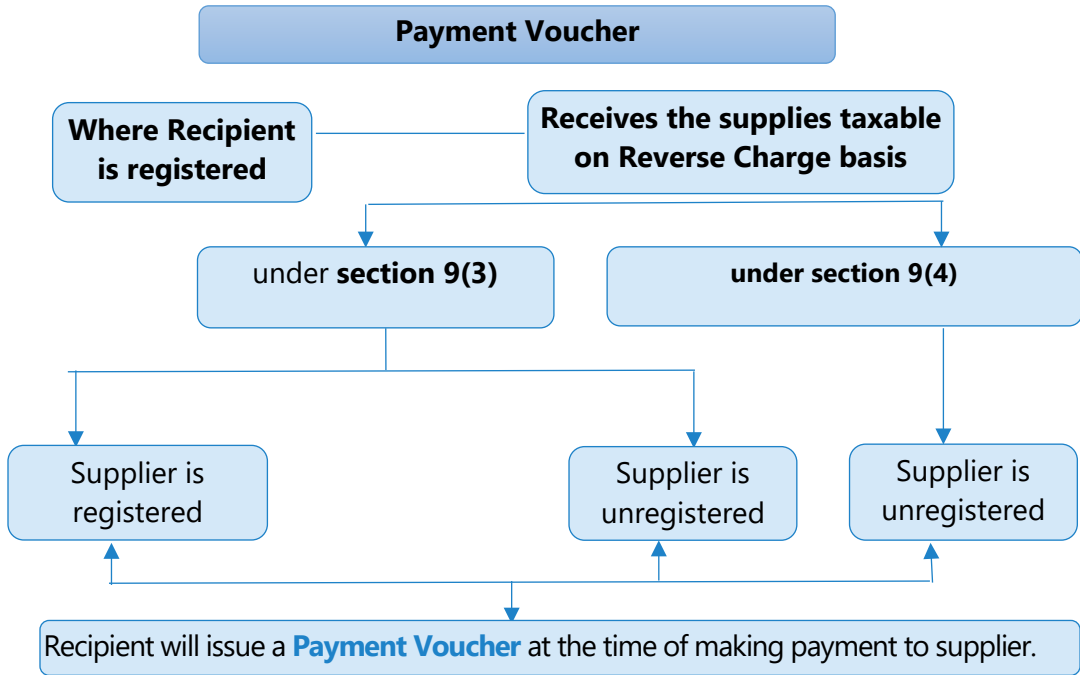 Payment Voucher
Where Recipient
is registered
Receives the supplies taxable
on Reverse Charge basis
under section 9(3)
under section 9(4)
Supplier is
registered
Supplier is
unregistered
Supplier is
unregistered
Recipient will issue a Payment Voucher at the time of making payment to supplier.